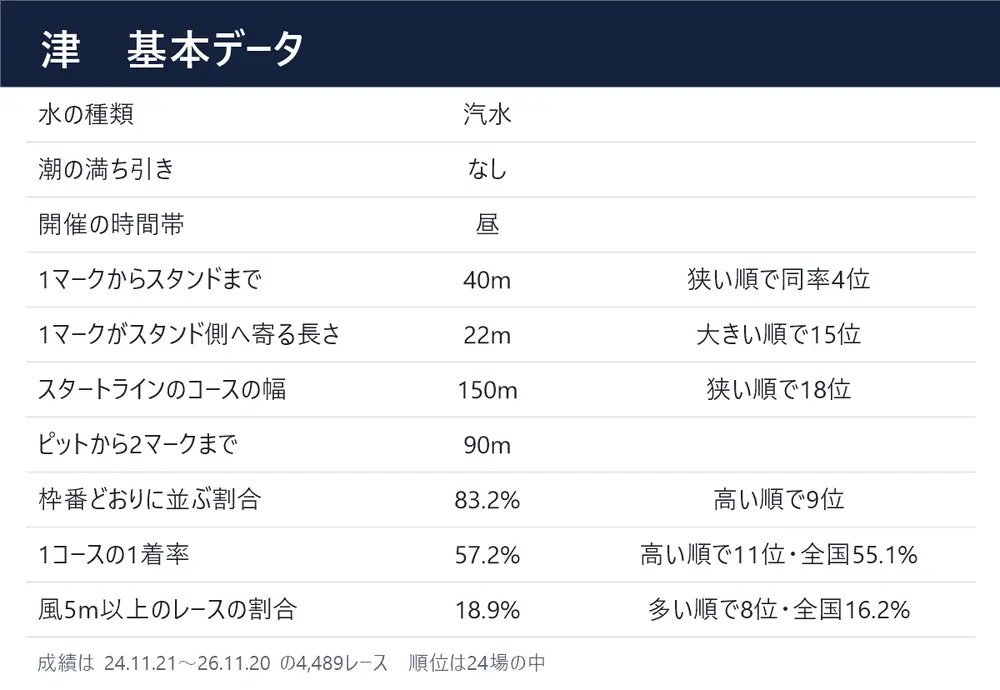 津　基本データ
水の種類　汽水
潮の満ち引き　なし
開催の時間帯　昼
1マークからスタンドまで　40m　狭い順で同率4位
1マークがスタンド側へ寄る長さ　22m　大きい順で15位
スタートラインのコースの幅　150m　狭い順で18位
ピットから2マークまで　90m
枠番どおりに並ぶ割合　83.2%　高い順で9位
1コースの1着率　57.2%　高い順で11位・全国55.1%
風5m以上のレースの割合　18.9%　多い順で8位・全国16.2%
成績は 24.11.21〜26.11.20 の4,489レース　順位は24場の中